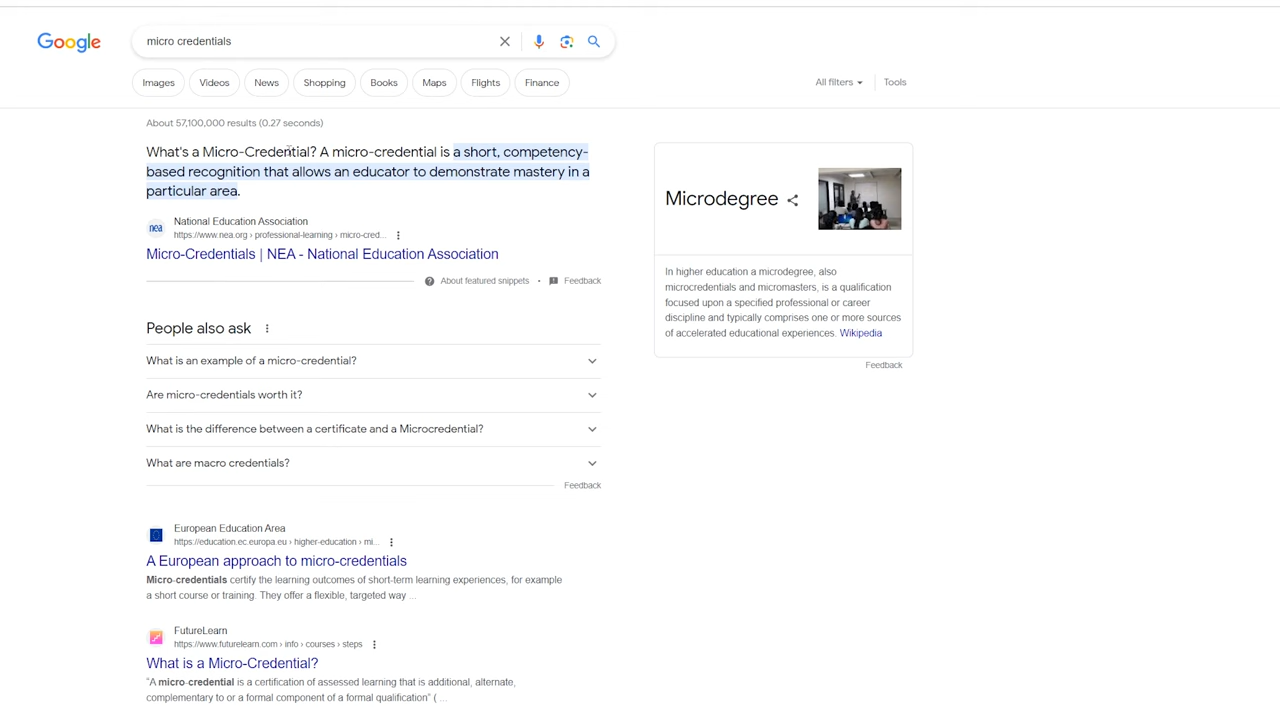 Google
micro credentials
Images
Videos
News
Shopping
Books
Maps
Flights
Finance
All filters
Tools
About 57,100,000 results (0.27 seconds)
What's a Micro-Credential? A micro-credential is a short, competency-
based recognition that allows an educator to demonstrate mastery in a
particular area.
nea
National Education Association
https://www.nea.org › professional-learning › micro-cred...
Micro-Credentials | NEA - National Education Association
About featured snippets • Feedback
People also ask
What is an example of a micro-credential?
Are micro-credentials worth it?
What is the difference between a certificate and a Microcredential?
What are macro credentials?
Feedback
European Education Area
https://education.ec.europa.eu › higher-education › mi...
A European approach to micro-credentials
Micro-credentials certify the learning outcomes of short-term learning experiences, for example
a short course or training. They offer a flexible, targeted way ...
FutureLearn
https://www.futurelearn.com › info › courses › steps
What is a Micro-Credential?
"A micro-credential is a certification of assessed learning that is additional, alternate,
complementary to or a formal component of a formal qualification" ( ...
Microdegree
In higher education a microdegree, also
microcredentials and micromasters, is a qualification
focused upon a specified professional or career
discipline and typically comprises one or more sources
of accelerated educational experiences. Wikipedia
Feedback